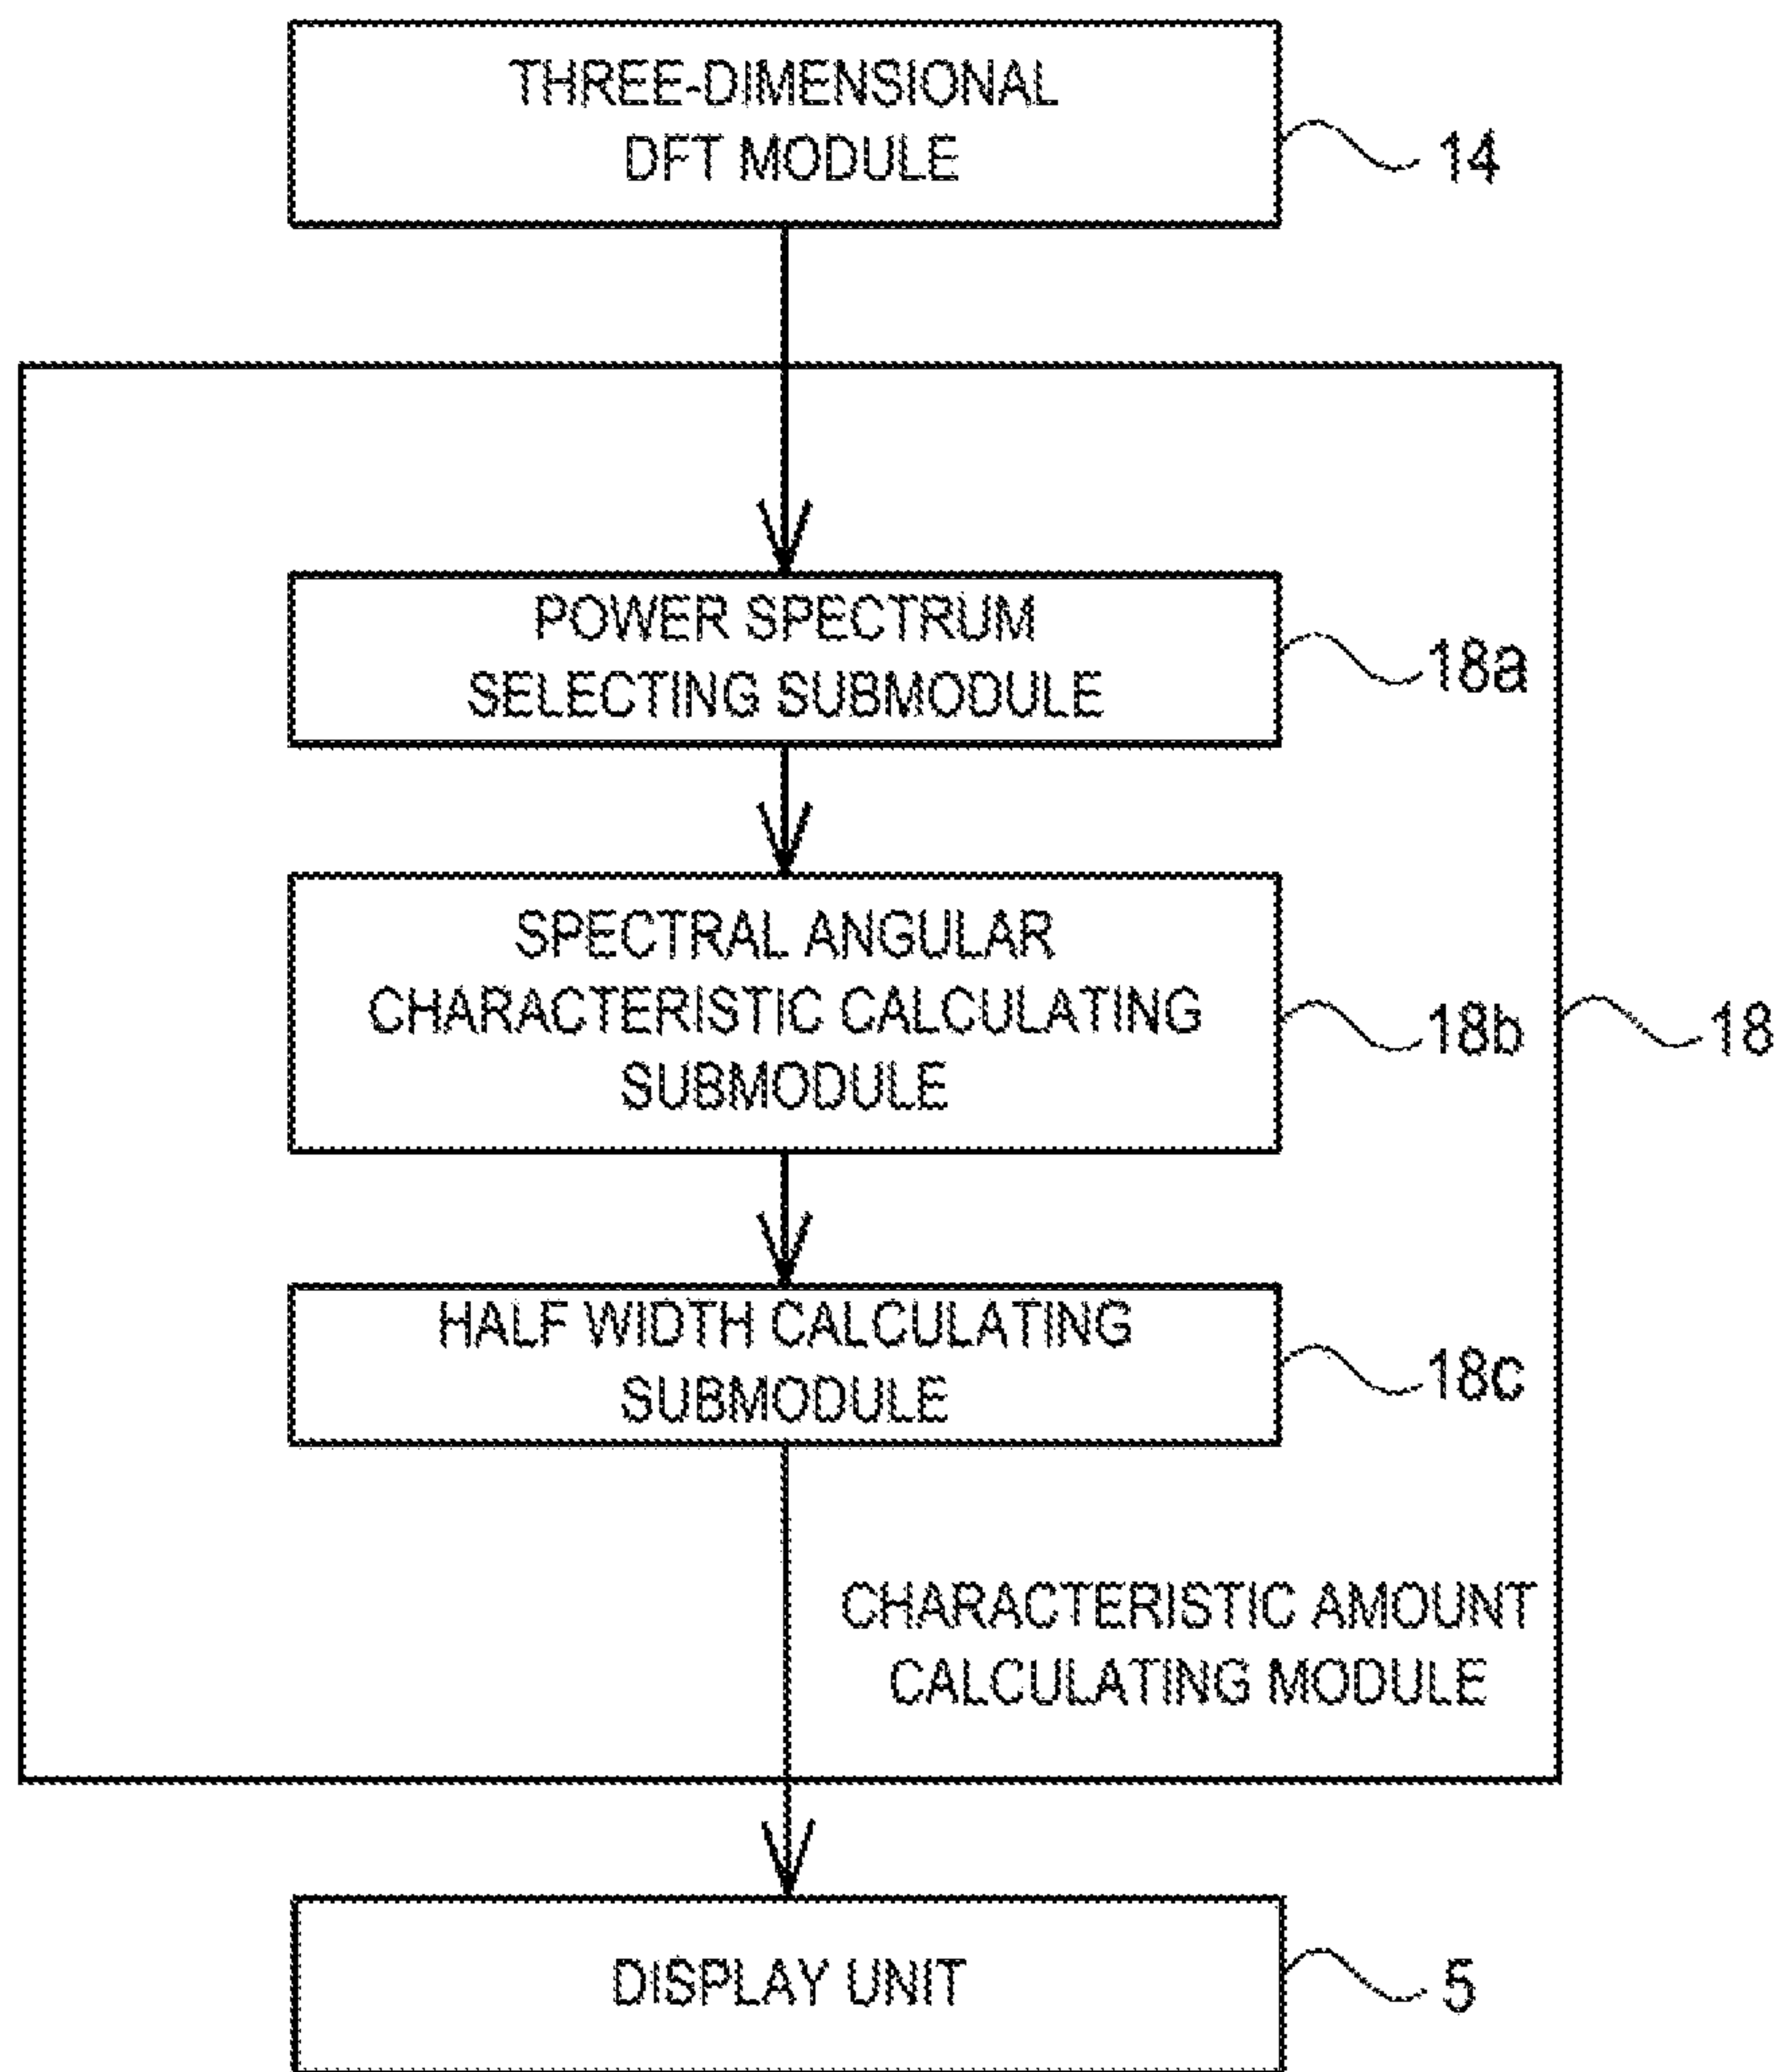 THREE-DIMENSIONAL
DFT MODULE
14
POWER SPECTRUM
SELECTING SUBMODULE
18a
SPECTRAL ANGULAR
CHARACTERISTIC CALCULATING
SUBMODULE
18b
18
HALF WIDTH CALCULATING
SUBMODULE
18c
CHARACTERISTIC AMOUNT
CALCULATING MODULE
DISPLAY UNIT
5